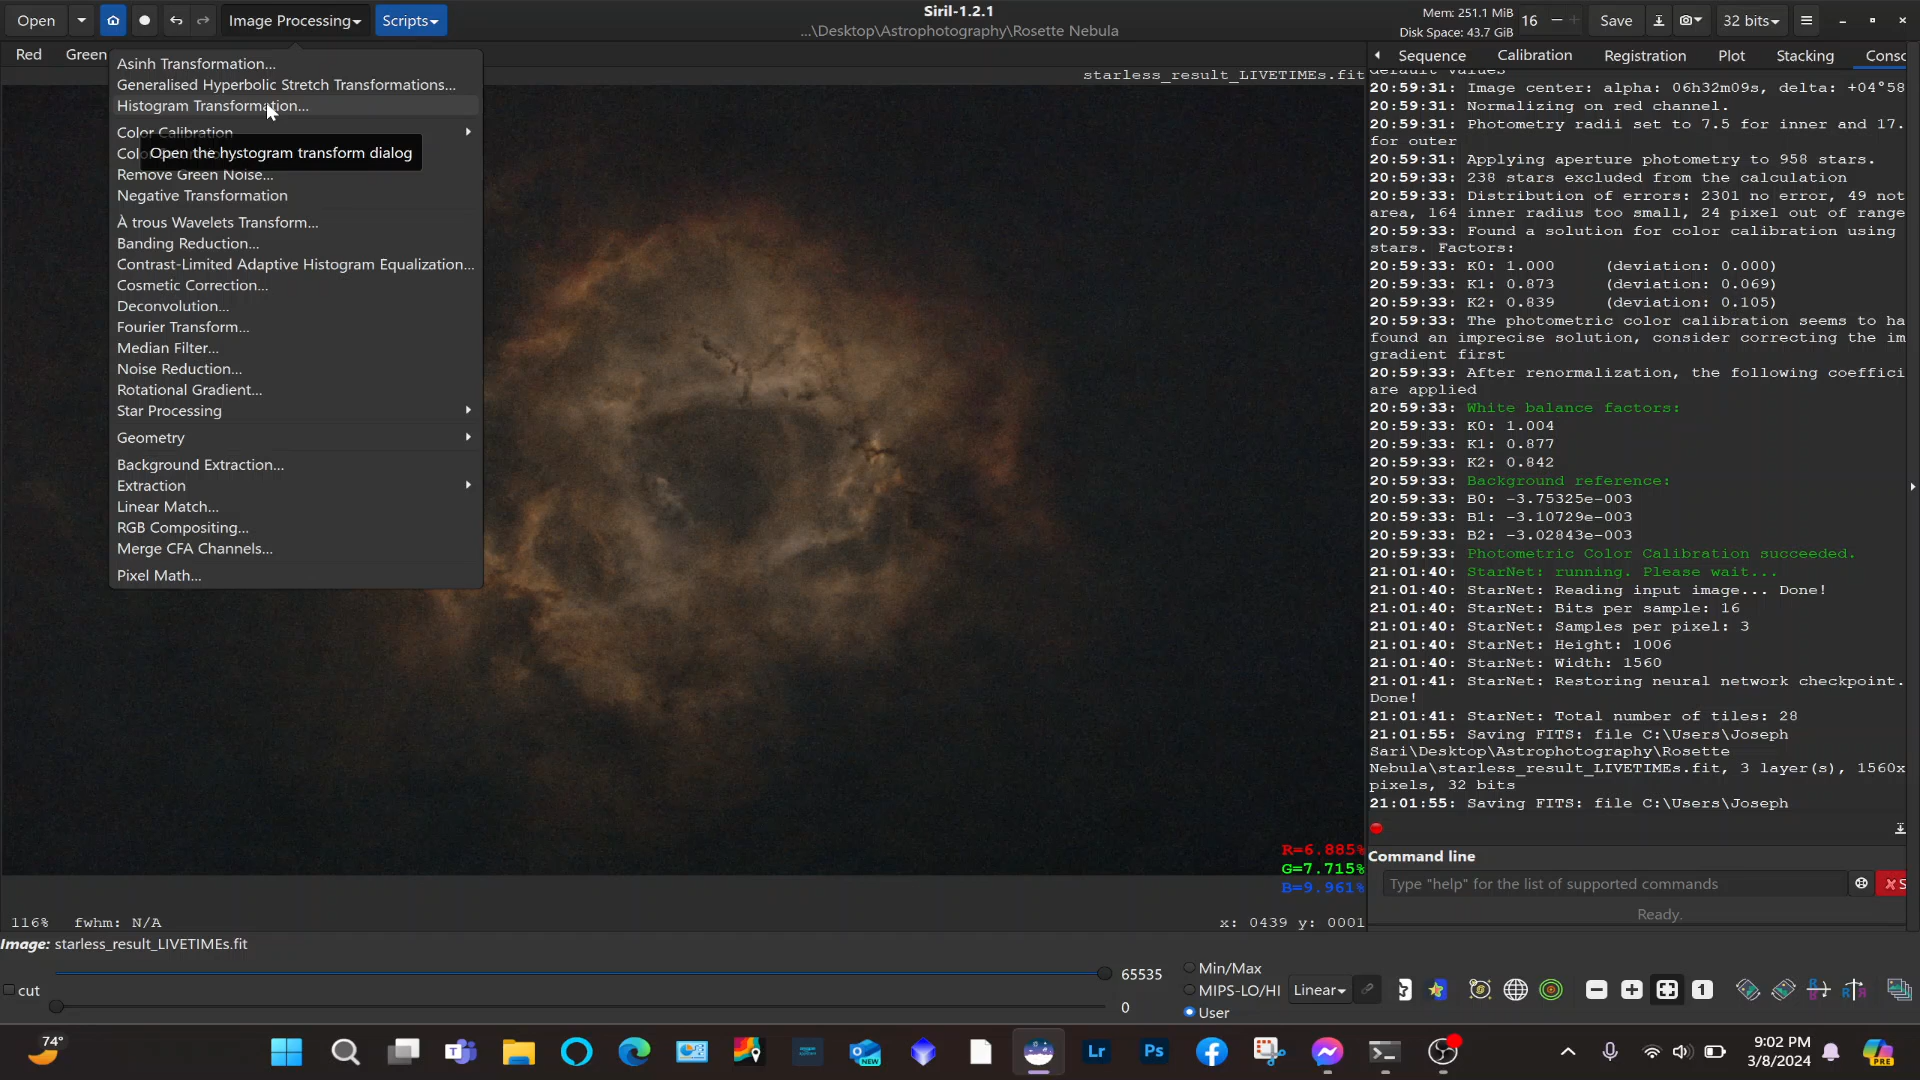 Open
Image Processing
Scripts
Siril-1.2.1
...\Desktop\Astrophotography\Rosette Nebula
Mem: 251.1 MiB
Disk Space: 43.7 GiB
16
Save
32 bits
Red
Green
starless_result_LIVETIMEs.fit
Asinh Transformation...
Generalised Hyperbolic Stretch Transformations...
Histogram Transformation...
Color Calibration
Open the hystogram transform dialog
Remove Green Noise...
Negative Transformation
À trous Wavelets Transform...
Banding Reduction...
Contrast-Limited Adaptive Histogram Equalization...
Cosmetic Correction...
Deconvolution...
Fourier Transform...
Median Filter...
Noise Reduction...
Rotational Gradient...
Star Processing
Geometry
Background Extraction...
Extraction
Linear Match...
RGB Compositing...
Merge CFA Channels...
Pixel Math...
Sequence
Calibration
Registration
Plot
Stacking
Conso
default values
20:59:31: Image center: alpha: 06h32m09s, delta: +04°58
20:59:31: Normalizing on red channel.
20:59:31: Photometry radii set to 7.5 for inner and 17.
for outer
20:59:31: Applying aperture photometry to 958 stars.
20:59:31: 238 stars excluded from the calculation
20:59:31: Distribution of errors: 2301 no error, 49 not
area, 164 inner radius too small, 24 pixel out of range
20:59:31: Found a solution for color calibration using
stars. Factors:
20:59:33: K0: 1.000 (deviation: 0.000)
20:59:33: K1: 0.873 (deviation: 0.069)
20:59:33: K2: 0.839 (deviation: 0.105)
20:59:33: The photometric color calibration seems to ha
found an imprecise solution, consider correcting the im
gradient first
20:59:33: After renormalization, the following coeffici
are applied
20:59:33: White balance factors:
20:59:33: K0: 1.004
20:59:33: K1: 0.877
20:59:33: K2: 0.842
20:59:33: Background reference:
20:59:33: B0: -3.75325e-003
20:59:33: B1: -3.10729e-003
20:59:33: B2: -3.02843e-003
20:59:33: Photometric Color Calibration succeeded.
21:01:40: StarNet: running. Please wait...
21:01:40: StarNet: Reading input image... Done!
21:01:40: StarNet: Bits per sample: 16
21:01:40: StarNet: Samples per pixel: 3
21:01:40: StarNet: Height: 1006
21:01:40: StarNet: Width: 1560
21:01:41: StarNet: Restoring neural network checkpoint.
Done!
21:01:41: StarNet: Total number of tiles: 28
21:01:55: Saving FITS: file C:\Users\Joseph
Sari\Desktop\Astrophotography\Rosette
Nebula\starless_result_LIVETIMEs.fit, 3 layer(s), 1560x
pixels, 32 bits
21:01:55: Saving FITS: file C:\Users\Joseph
R=6.885%
G=7.715%
B=9.961%
Command line
Type "help" for the list of supported commands
S
Ready.
116% fwhm: N/A
x: 0439 y: 0001
Image: starless_result_LIVETIMEs.fit
cut
65535
0
Min/Max
MIPS-LO/HI
User
Linear
1
74°
NEW
Lr
Ps
9:02 PM
3/8/2024
PRE